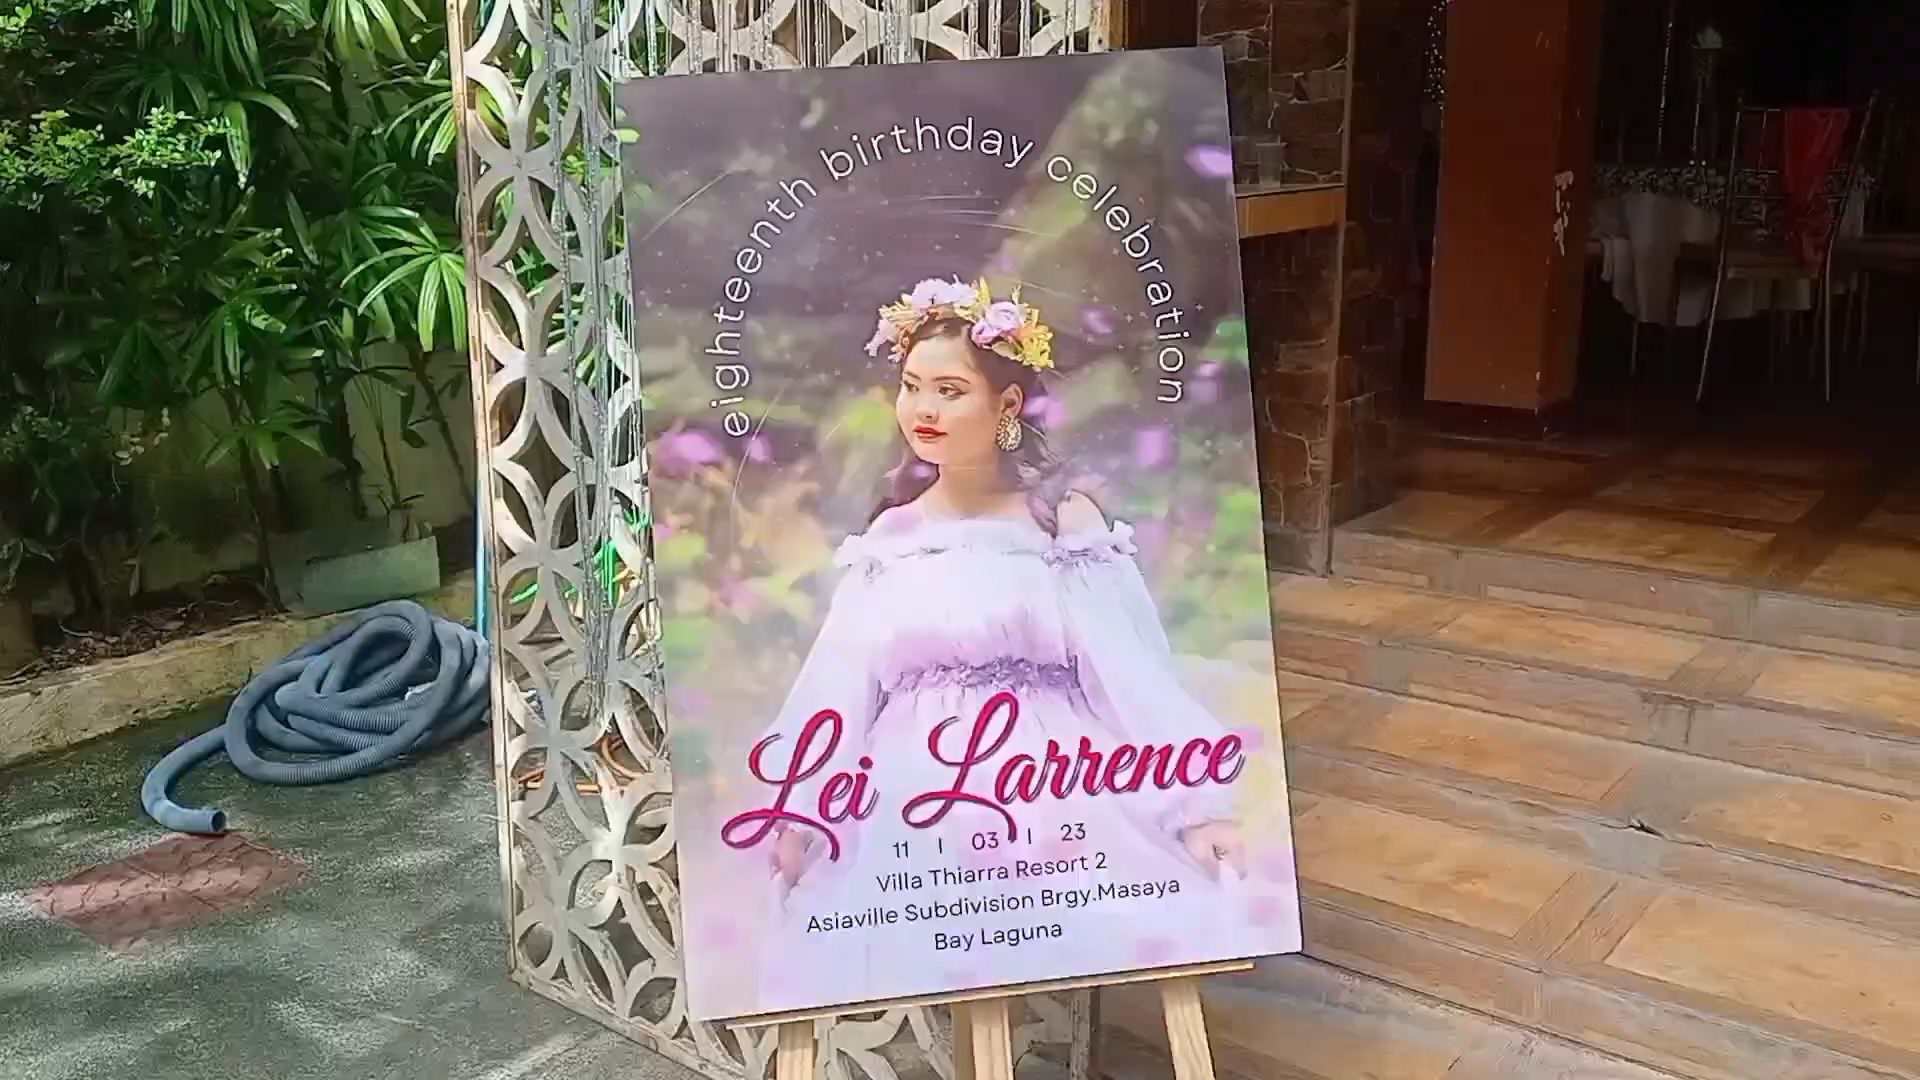 eighteenth birthday celebration
Lei Larrence
11 | 03 | 23
Villa Thiarra Resort 2
Asiaville Subdivision Brgy.Masaya
Bay Laguna